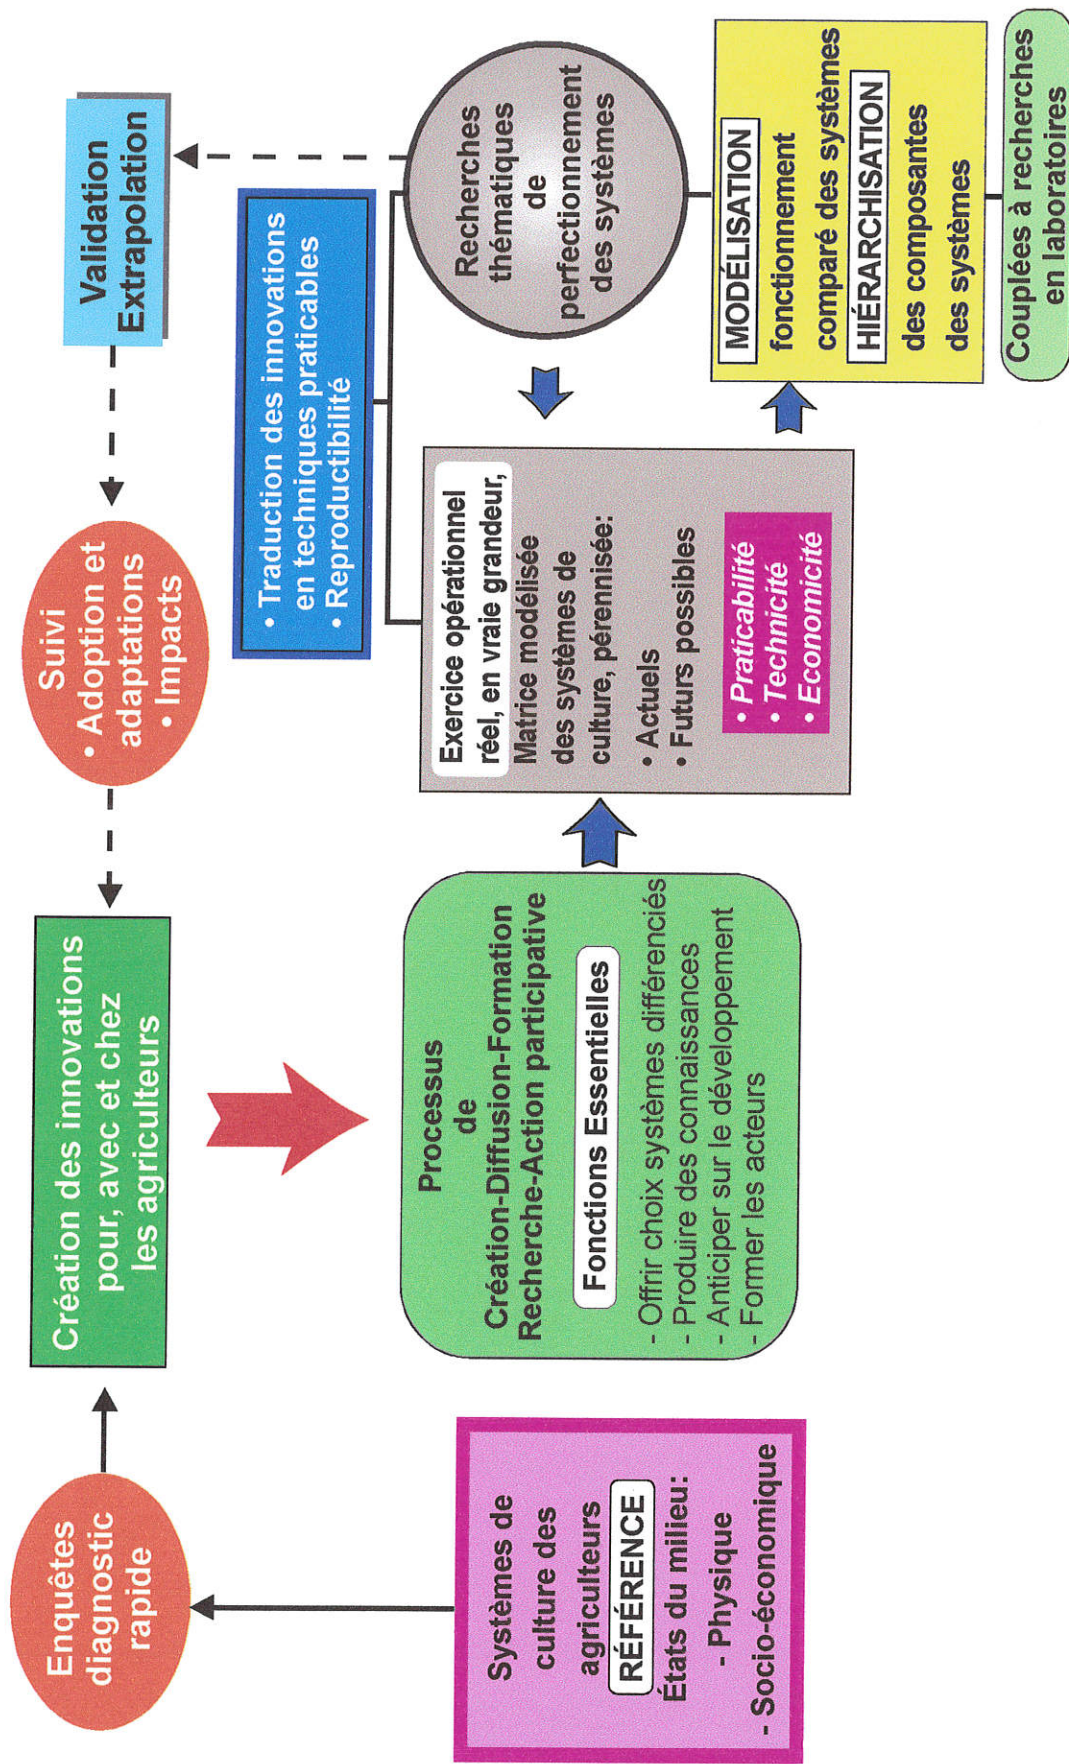 Enquêtes
diagnostic
rapide
Création des innovations
pour, avec et chez
les agriculteurs
Suivi
• Adoption et
adaptations
• Impacts
Validation
Extrapolation
Systèmes de
culture des
agriculteurs
RÉFÉRENCE
États du milieu:
- Physique
- Socio-économique
Processus
de
Création-Diffusion-Formation
Recherche-Action participative
Fonctions Essentielles
- Offrir choix systèmes différenciés
- Produire des connaissances
- Anticiper sur le développement
- Former les acteurs
• Traduction des innovations
en techniques praticables
• Reproductibilité
Exercice opérationnel
réel, en vraie grandeur,
Matrice modélisée
des systèmes de
culture, pérennisée:
• Actuels
• Futurs possibles
• Praticabilité
• Technicité
• Economicité
Recherches
thématiques
de
perfectionnement
des systèmes
MODÉLISATION
fonctionnement
comparé des systèmes
HIÉRARCHISATION
des composantes
des systèmes
Couplées à recherches
en laboratoires